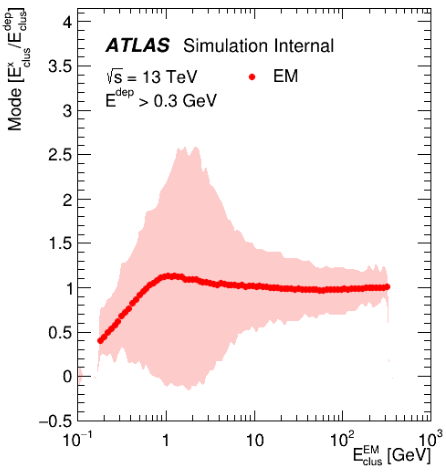 Mode [E^x_clus/E^dep_clus]
4
3.5
3
2.5
2
1.5
1
0.5
0
−0.5
ATLAS Simulation Internal
√s = 13 TeV
EM
E^dep > 0.3 GeV
10^−1
1
10
10^2
10^3
E^EM_clus [GeV]